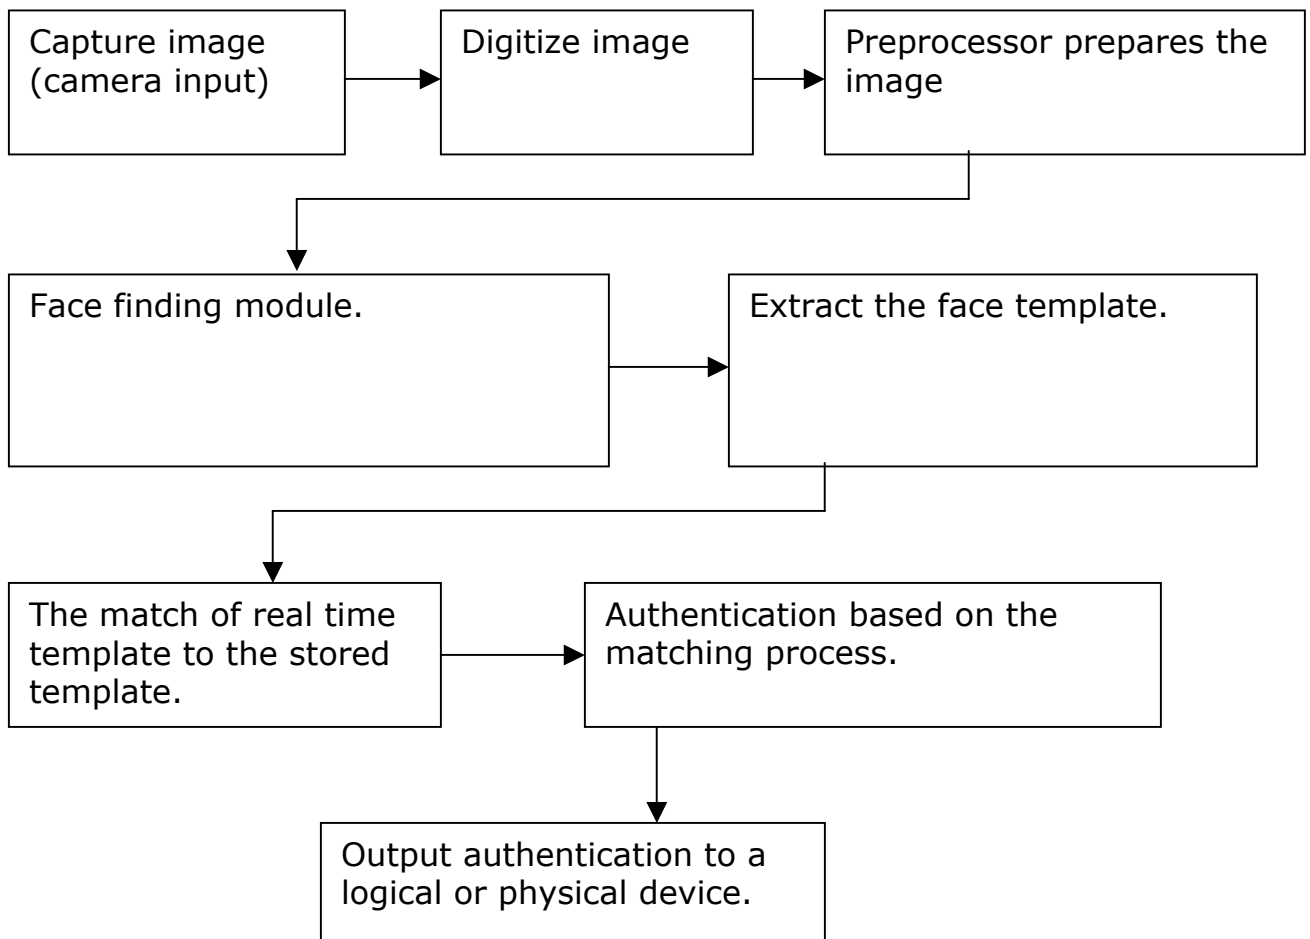 Capture image
(camera input)
Digitize image
Preprocessor prepares the
image
Face finding module.
Extract the face template.
The match of real time
template to the stored
template.
Authentication based on the
matching process.
Output authentication to a
logical or physical device.